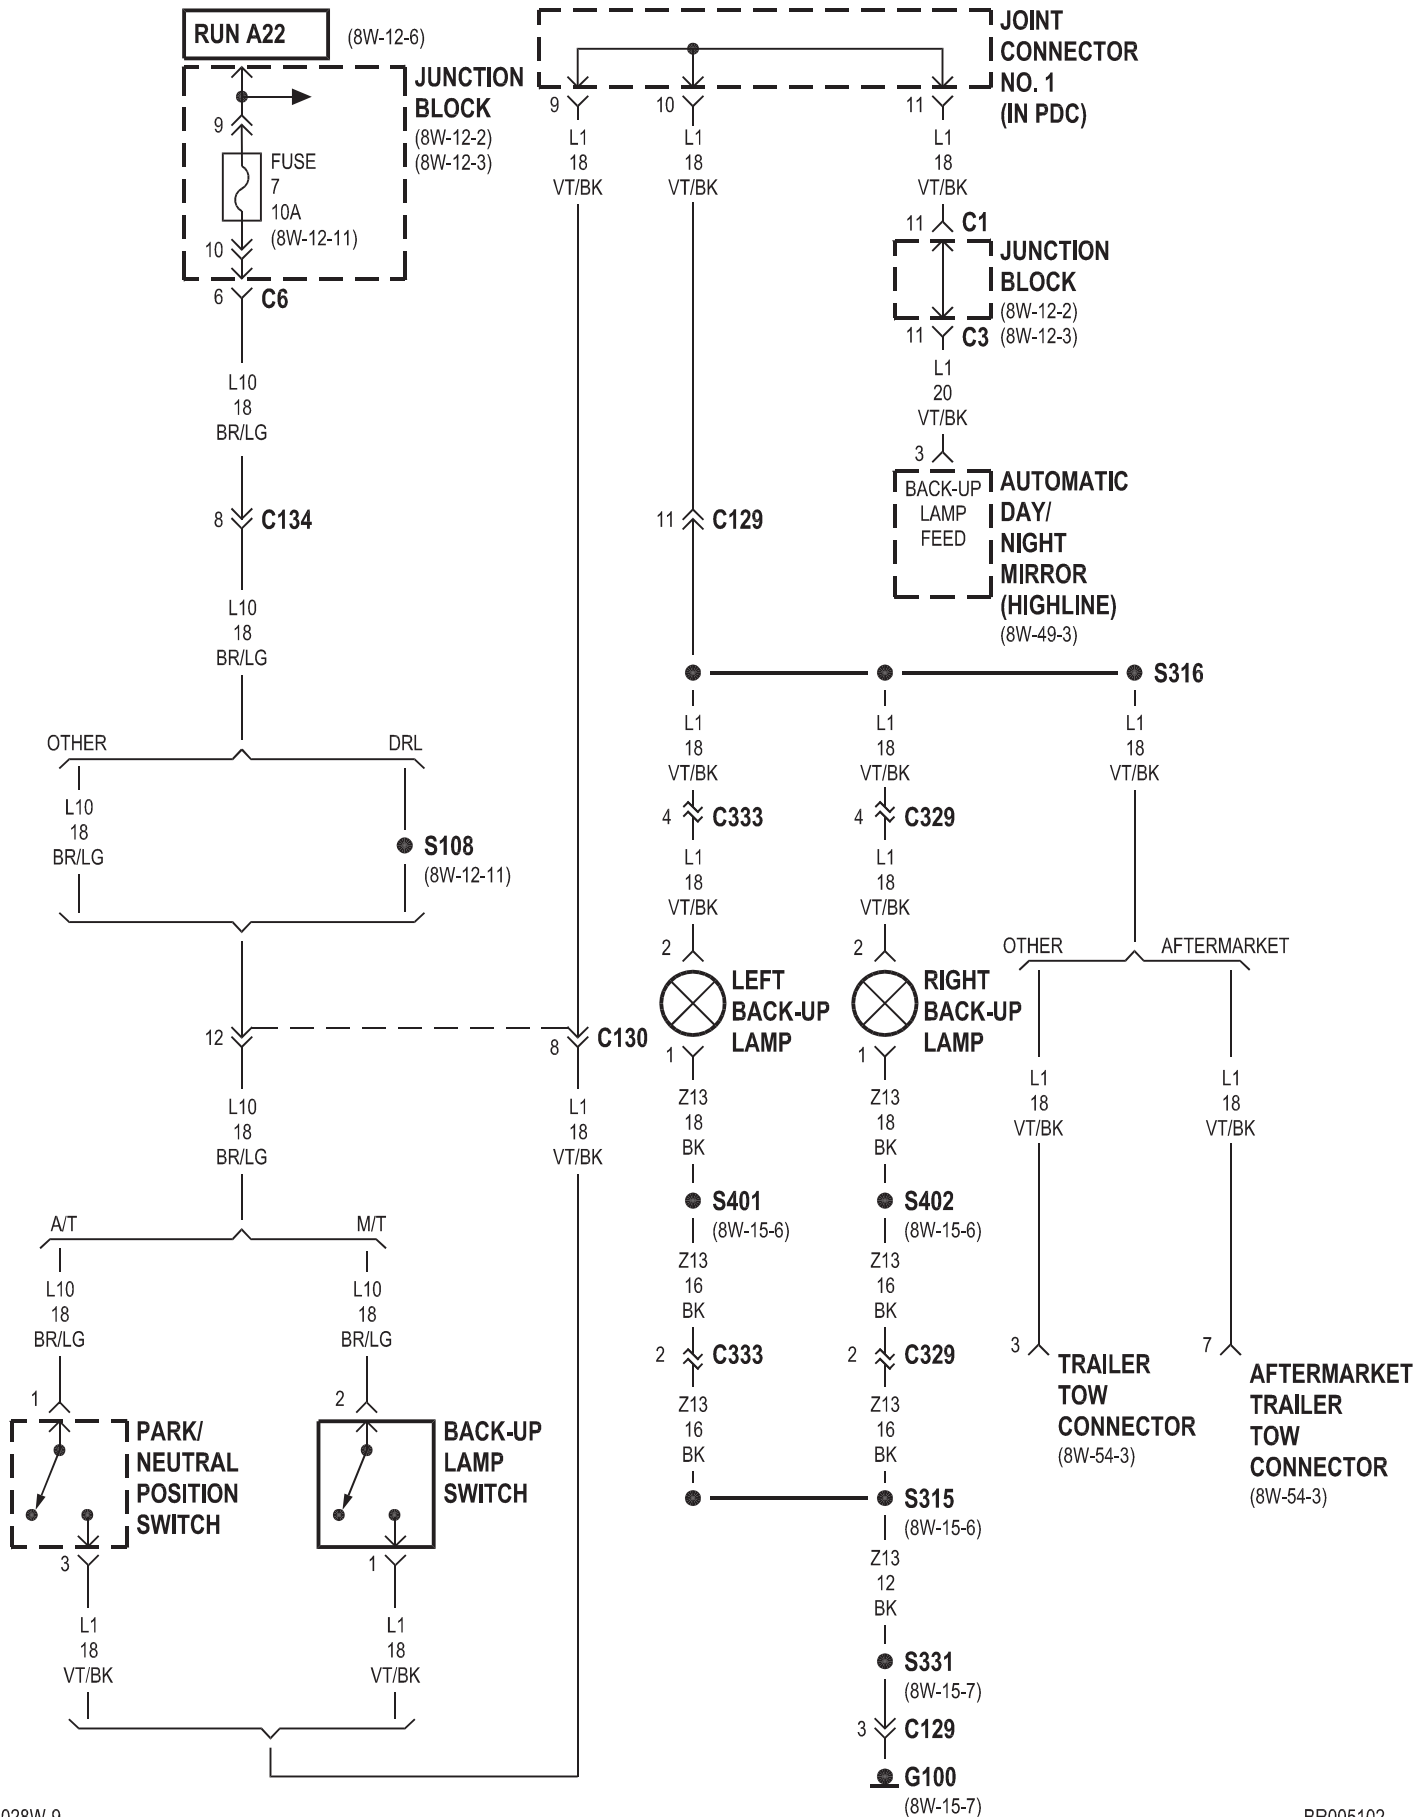 RUN A22
(8W-12-6)
JUNCTION
BLOCK
(8W-12-2)
(8W-12-3)
9
FUSE
7
10A
(8W-12-11)
10
6
C6
L10
18
BR/LG
8
C134
L10
18
BR/LG
OTHER
DRL
L10
18
BR/LG
S108
(8W-12-11)
12
8
C130
L10
18
BR/LG
L1
18
VT/BK
A/T
M/T
L10
18
BR/LG
L10
18
BR/LG
1
2
PARK/
NEUTRAL
POSITION
SWITCH
BACK-UP
LAMP
SWITCH
3
1
L1
18
VT/BK
L1
18
VT/BK
JOINT
CONNECTOR
NO. 1
(IN PDC)
9
10
11
L1
18
VT/BK
L1
18
VT/BK
L1
18
VT/BK
11
C1
JUNCTION
BLOCK
(8W-12-2)
(8W-12-3)
11
C3
L1
20
VT/BK
3
BACK-UP
LAMP
FEED
AUTOMATIC
DAY/
NIGHT
MIRROR
(HIGHLINE)
(8W-49-3)
11
C129
S316
L1
18
VT/BK
L1
18
VT/BK
L1
18
VT/BK
4
C333
4
C329
L1
18
VT/BK
L1
18
VT/BK
2
2
LEFT
BACK-UP
LAMP
RIGHT
BACK-UP
LAMP
1
1
OTHER
AFTERMARKET
Z13
18
BK
Z13
18
BK
L1
18
VT/BK
L1
18
VT/BK
S401
(8W-15-6)
S402
(8W-15-6)
Z13
16
BK
Z13
16
BK
2
C333
2
C329
3
TRAILER
TOW
CONNECTOR
(8W-54-3)
7
AFTERMARKET
TRAILER
TOW
CONNECTOR
(8W-54-3)
Z13
16
BK
Z13
16
BK
S315
(8W-15-6)
Z13
12
BK
S331
(8W-15-7)
3
C129
G100
(8W-15-7)
028W-9
BR005102